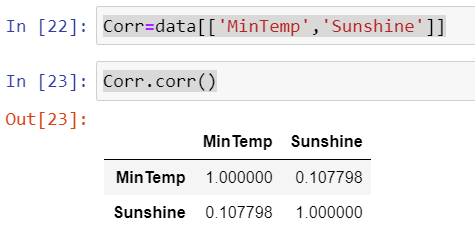 In [22]: Corr=data[['MinTemp','Sunshine']]
In [23]: Corr.corr()
Out[23]:
MinTemp Sunshine
MinTemp 1.000000 0.107798
Sunshine 0.107798 1.000000